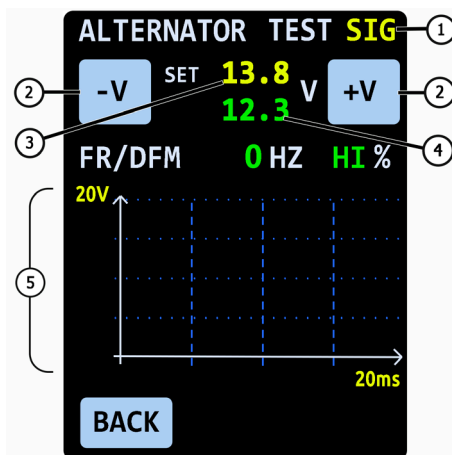 ALTERNATOR TEST SIG 1
2 -V SET 13.8 V +V 2
3 12.3 4
FR/DFM 0 HZ HI %
20V
5
20ms
BACK